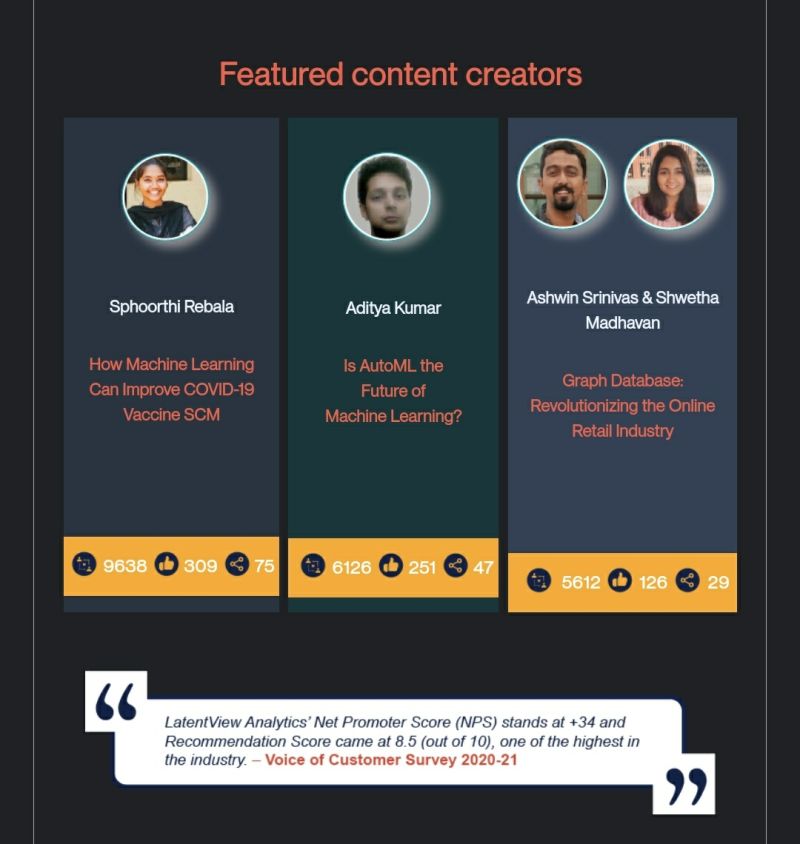 Featured content creators
Sphoorthi Rebala
How Machine Learning
Can Improve COVID-19
Vaccine SCM
9638 309 75
Aditya Kumar
Is AutoML the
Future of
Machine Learning?
6126 251 47
Ashwin Srinivas & Shwetha
Madhavan
Graph Database:
Revolutionizing the Online
Retail Industry
5612 126 29
“
LatentView Analytics’ Net Promoter Score (NPS) stands at +34 and
Recommendation Score came at 8.5 (out of 10), one of the highest in
the industry. – Voice of Customer Survey 2020-21
”